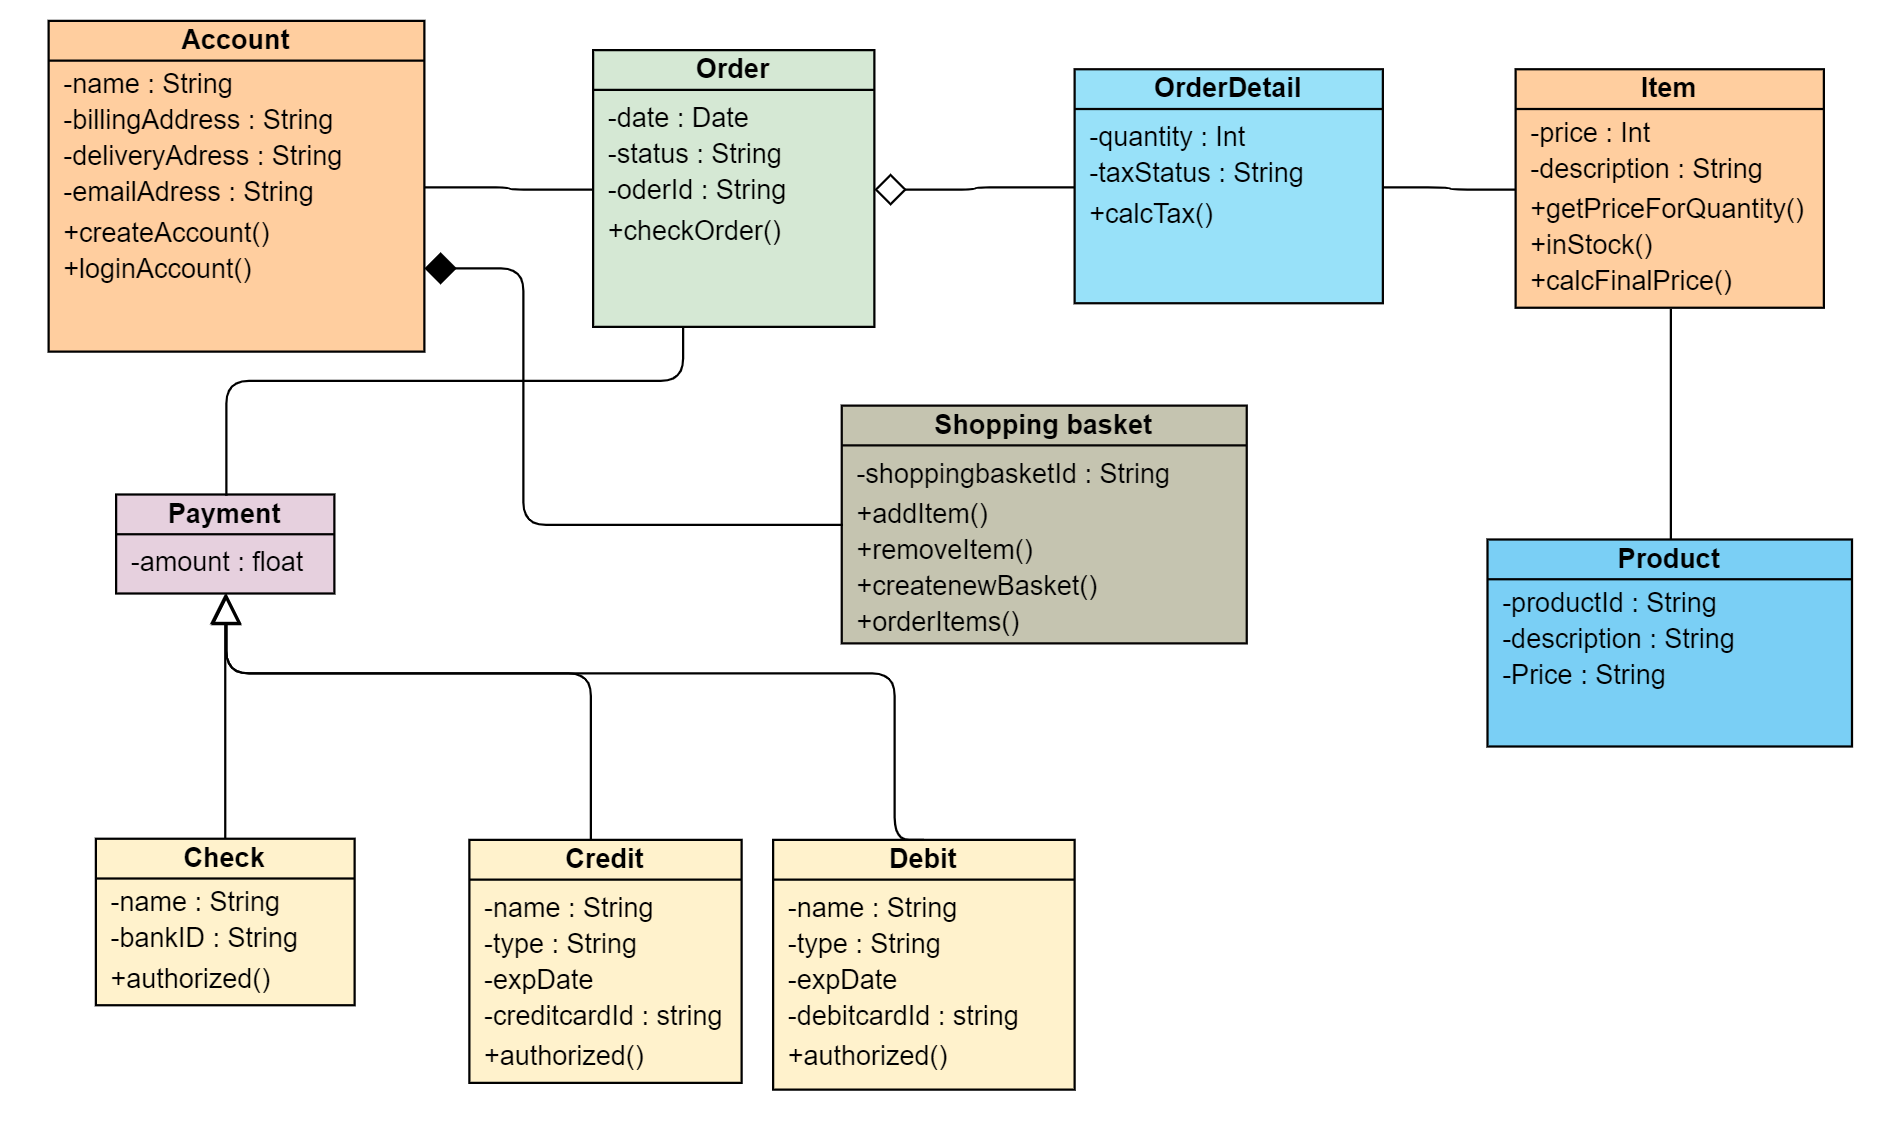 Account
-name : String
-billingAddress : String
-deliveryAdress : String
-emailAdress : String
+createAccount()
+loginAccount()
Order
-date : Date
-status : String
-oderId : String
+checkOrder()
OrderDetail
-quantity : Int
-taxStatus : String
+calcTax()
Item
-price : Int
-description : String
+getPriceForQuantity()
+inStock()
+calcFinalPrice()
Payment
-amount : float
Shopping basket
-shoppingbasketId : String
+addItem()
+removeItem()
+createnewBasket()
+orderItems()
Product
-productId : String
-description : String
-Price : String
Check
-name : String
-bankID : String
+authorized()
Credit
-name : String
-type : String
-expDate
-creditcardId : string
+authorized()
Debit
-name : String
-type : String
-expDate
-debitcardId : string
+authorized()